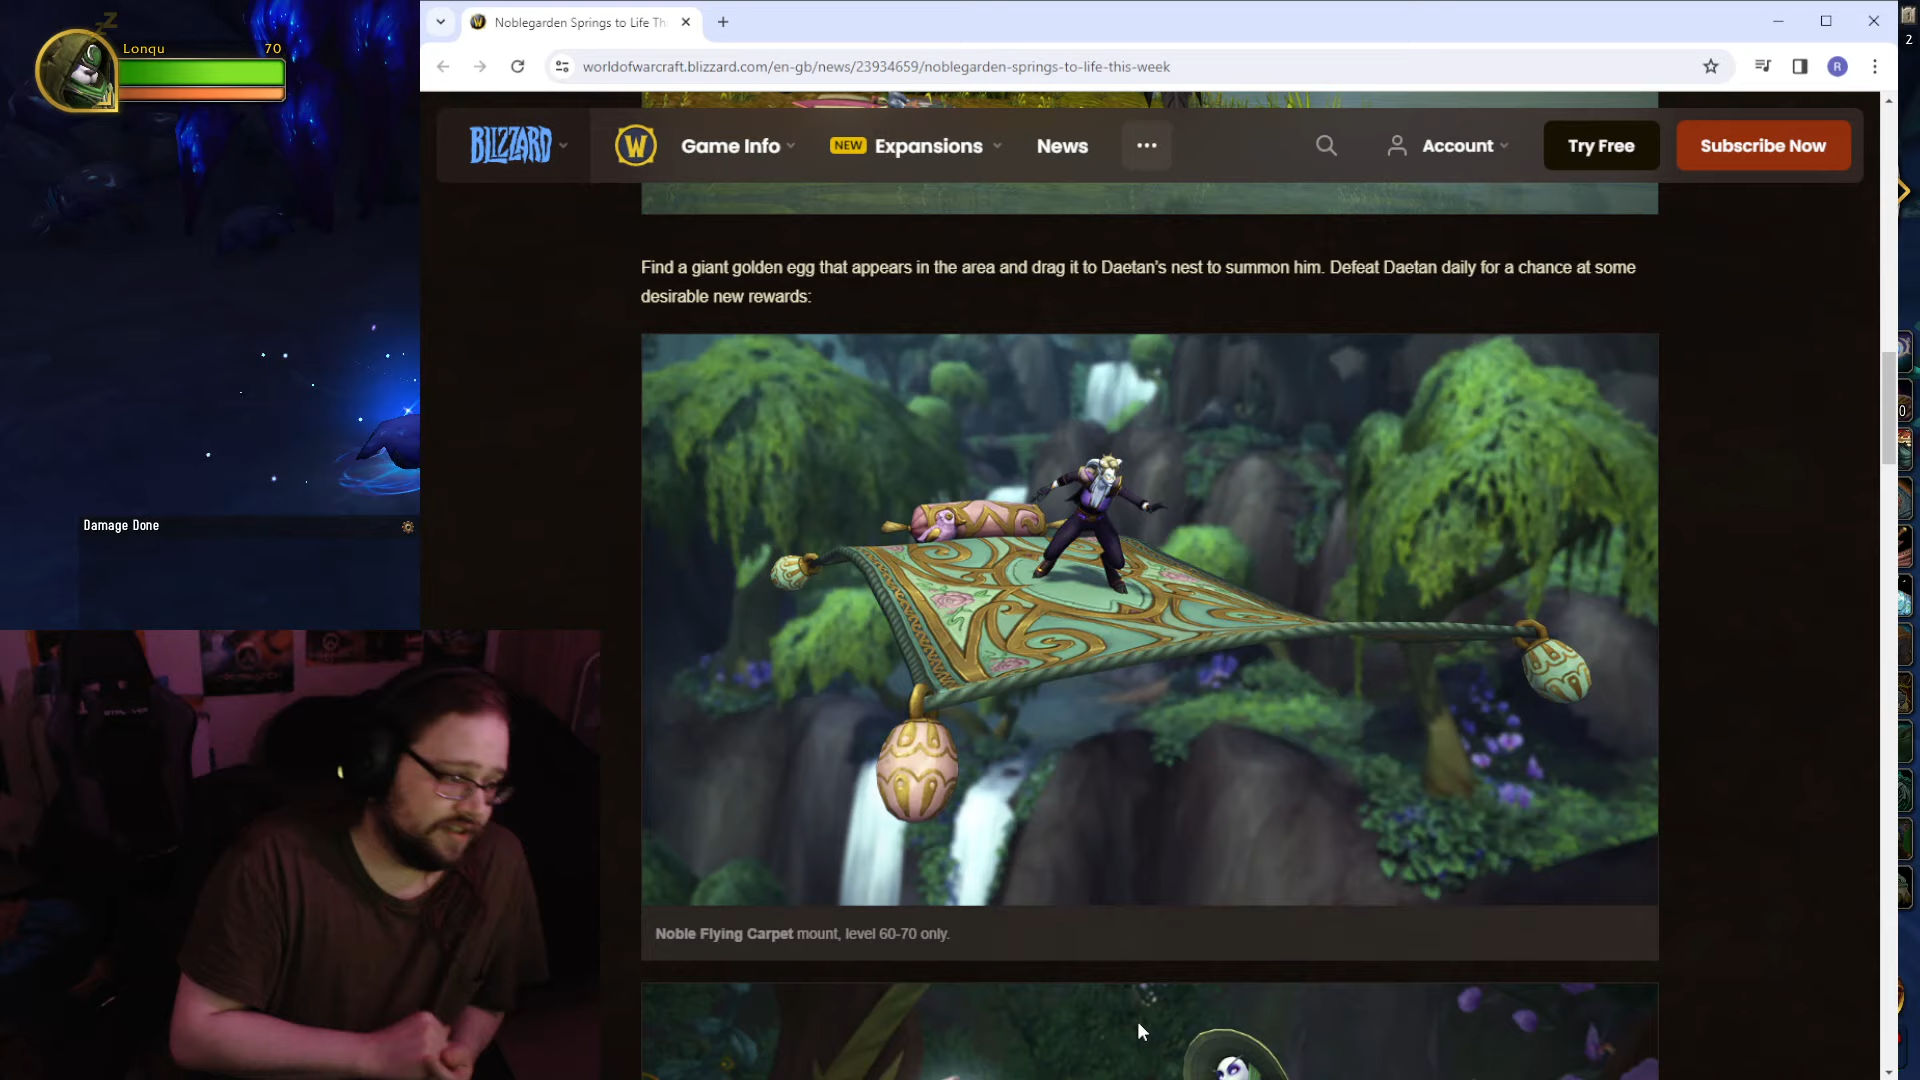 Lonqu 70
Noblegarden Springs to Life Th
worldofwarcraft.blizzard.com/en-gb/news/23934659/noblegarden-springs-to-life-this-week
R
2
BLIZZARD
W
Game Info
NEW Expansions
News
Account
Try Free
Subscribe Now
Find a giant golden egg that appears in the area and drag it to Daetan's nest to summon him. Defeat Daetan daily for a chance at some
desirable new rewards:
0
Damage Done
Noble Flying Carpet mount, level 60-70 only.